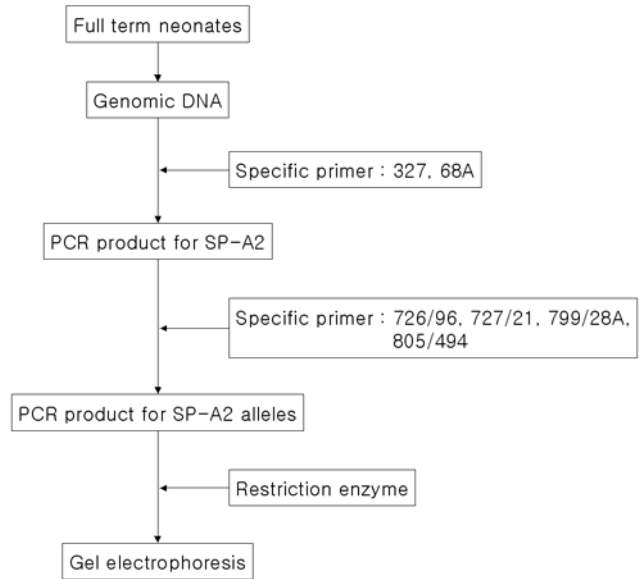 Full term neonates
Genomic DNA
Specific primer : 327, 68A
PCR product for SP-A2
Specific primer : 726/96, 727/21, 799/28A,
805/494
PCR product for SP-A2 alleles
Restriction enzyme
Gel electrophoresis